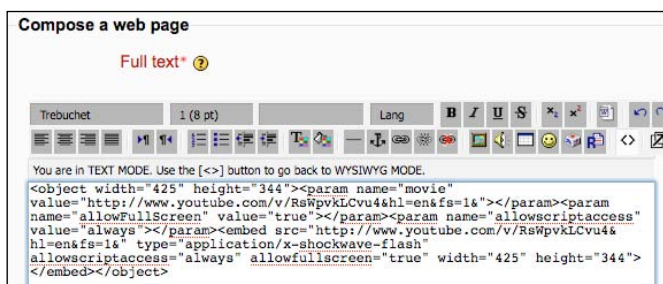 Compose a web page
Full text* ?
Trebuchet 1 (8 pt) Lang B I U S x₂ x²
You are in TEXT MODE. Use the [<>] button to go back to WYSIWYG MODE.
<object width="425" height="344"><param name="movie"
value="http://www.youtube.com/v/RsWpvkLCvu4&hl=en&fs=1&"></param><param
name="allowFullScreen" value="true"></param><param name="allowscriptaccess"
value="always"></param><embed src="http://www.youtube.com/v/RsWpvkLCvu4&
hl=en&fs=1&" type="application/x-shockwave-flash"
allowscriptaccess="always" allowfullscreen="true" width="425" height="344">
</embed></object>